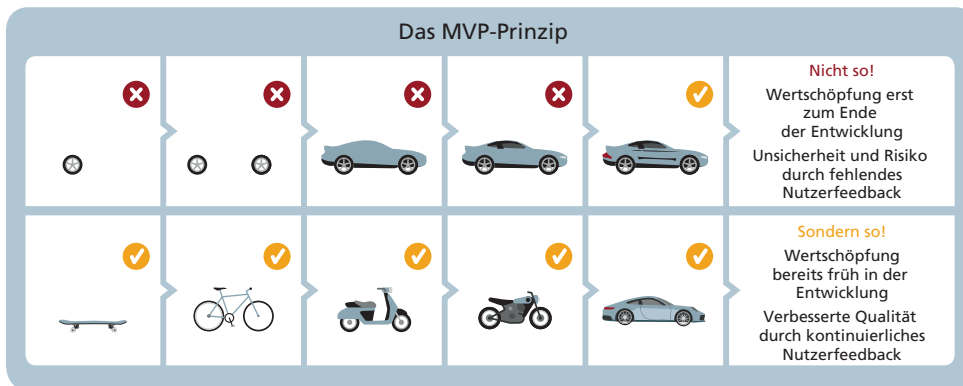 Das MVP-Prinzip
Nicht so!
Wertschöpfung erst
zum Ende
der Entwicklung
Unsicherheit und Risiko
durch fehlendes
Nutzerfeedback
Sondern so!
Wertschöpfung
bereits früh in der
Entwicklung
Verbesserte Qualität
durch kontinuierliches
Nutzerfeedback